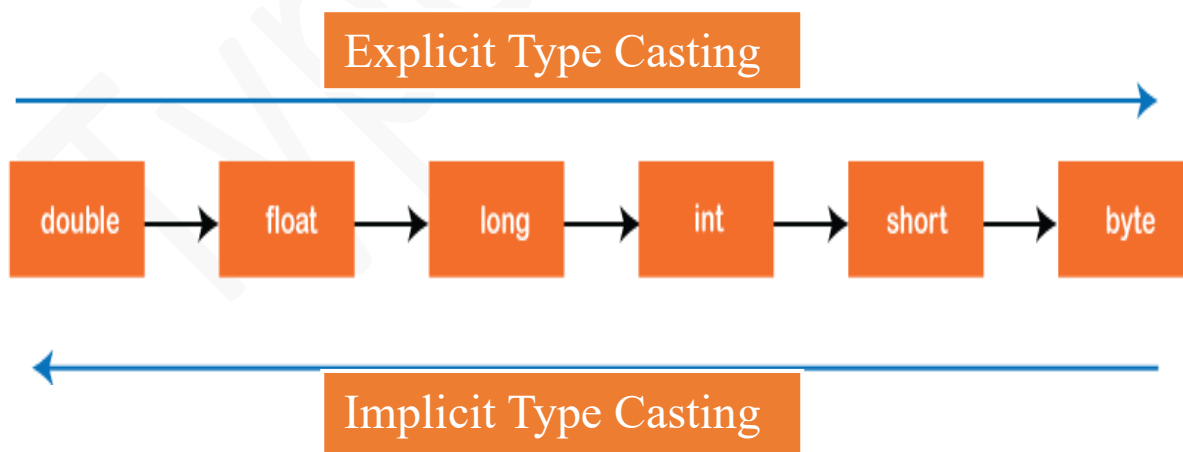 Explicit Type Casting
double float long int short byte
Implicit Type Casting